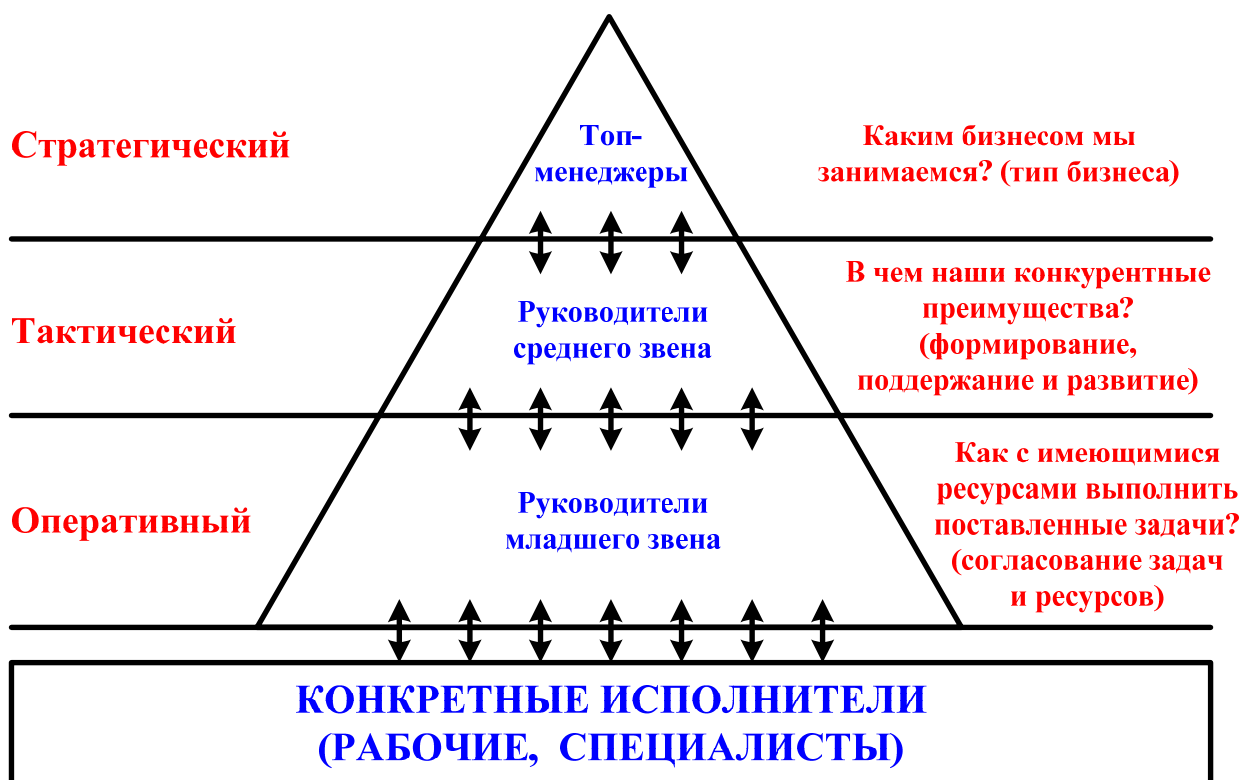 Стратегический
Топ-
менеджеры
Каким бизнесом мы
занимаемся? (тип бизнеса)
Тактический
Руководители
среднего звена
В чем наши конкурентные
преимущества?
(формирование,
поддержание и развитие)
Оперативный
Руководители
младшего звена
Как с имеющимися
ресурсами выполнить
поставленные задачи?
(согласование задач
и ресурсов)
КОНКРЕТНЫЕ ИСПОЛНИТЕЛИ
(РАБОЧИЕ, СПЕЦИАЛИСТЫ)